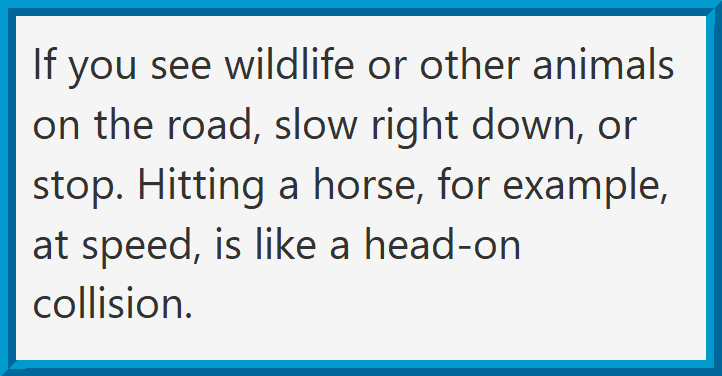 If you see wildlife or other animals
on the road, slow right down, or
stop. Hitting a horse, for example,
at speed, is like a head-on
collision.